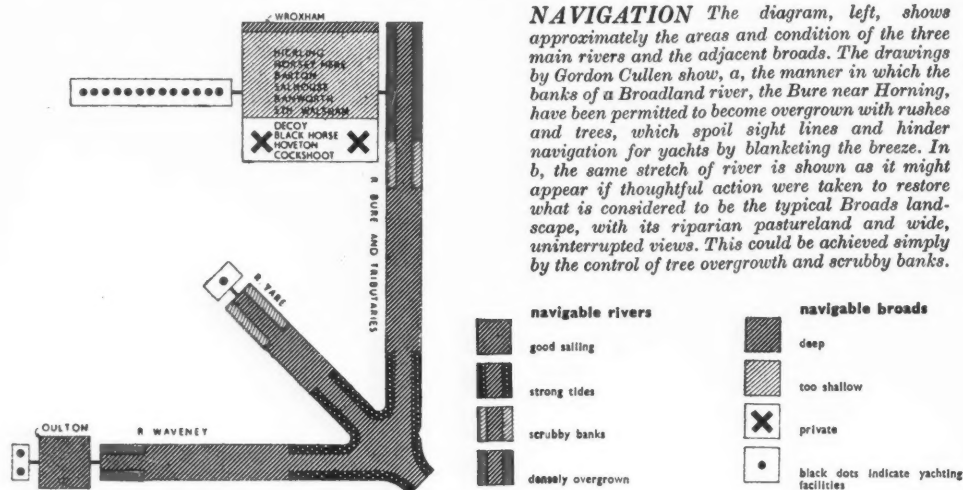 WROXHAM
HICKLING
HORSEY MERE
BARTON
SALHOUSE
RANWORTH
STH WALSHAM
DECOY
BLACK HORSE
HOVETON
COCKSHOOT
R BURE AND TRIBUTARIES
R. YARE
OULTON
R WAVENEY
NAVIGATION The diagram, left, shows
approximately the areas and condition of the three
main rivers and the adjacent broads. The drawings
by Gordon Cullen show, a, the manner in which the
banks of a Broadland river, the Bure near Horning,
have been permitted to become overgrown with rushes
and trees, which spoil sight lines and hinder
navigation for yachts by blanketing the breeze. In
b, the same stretch of river is shown as it might
appear if thoughtful action were taken to restore
what is considered to be the typical Broads land-
scape, with its riparian pastureland and wide,
uninterrupted views. This could be achieved simply
by the control of tree overgrowth and scrubby banks.
navigable rivers
good sailing
strong tides
scrubby banks
densely overgrown
navigable broads
deep
too shallow
private
black dots indicate yachting
facilities